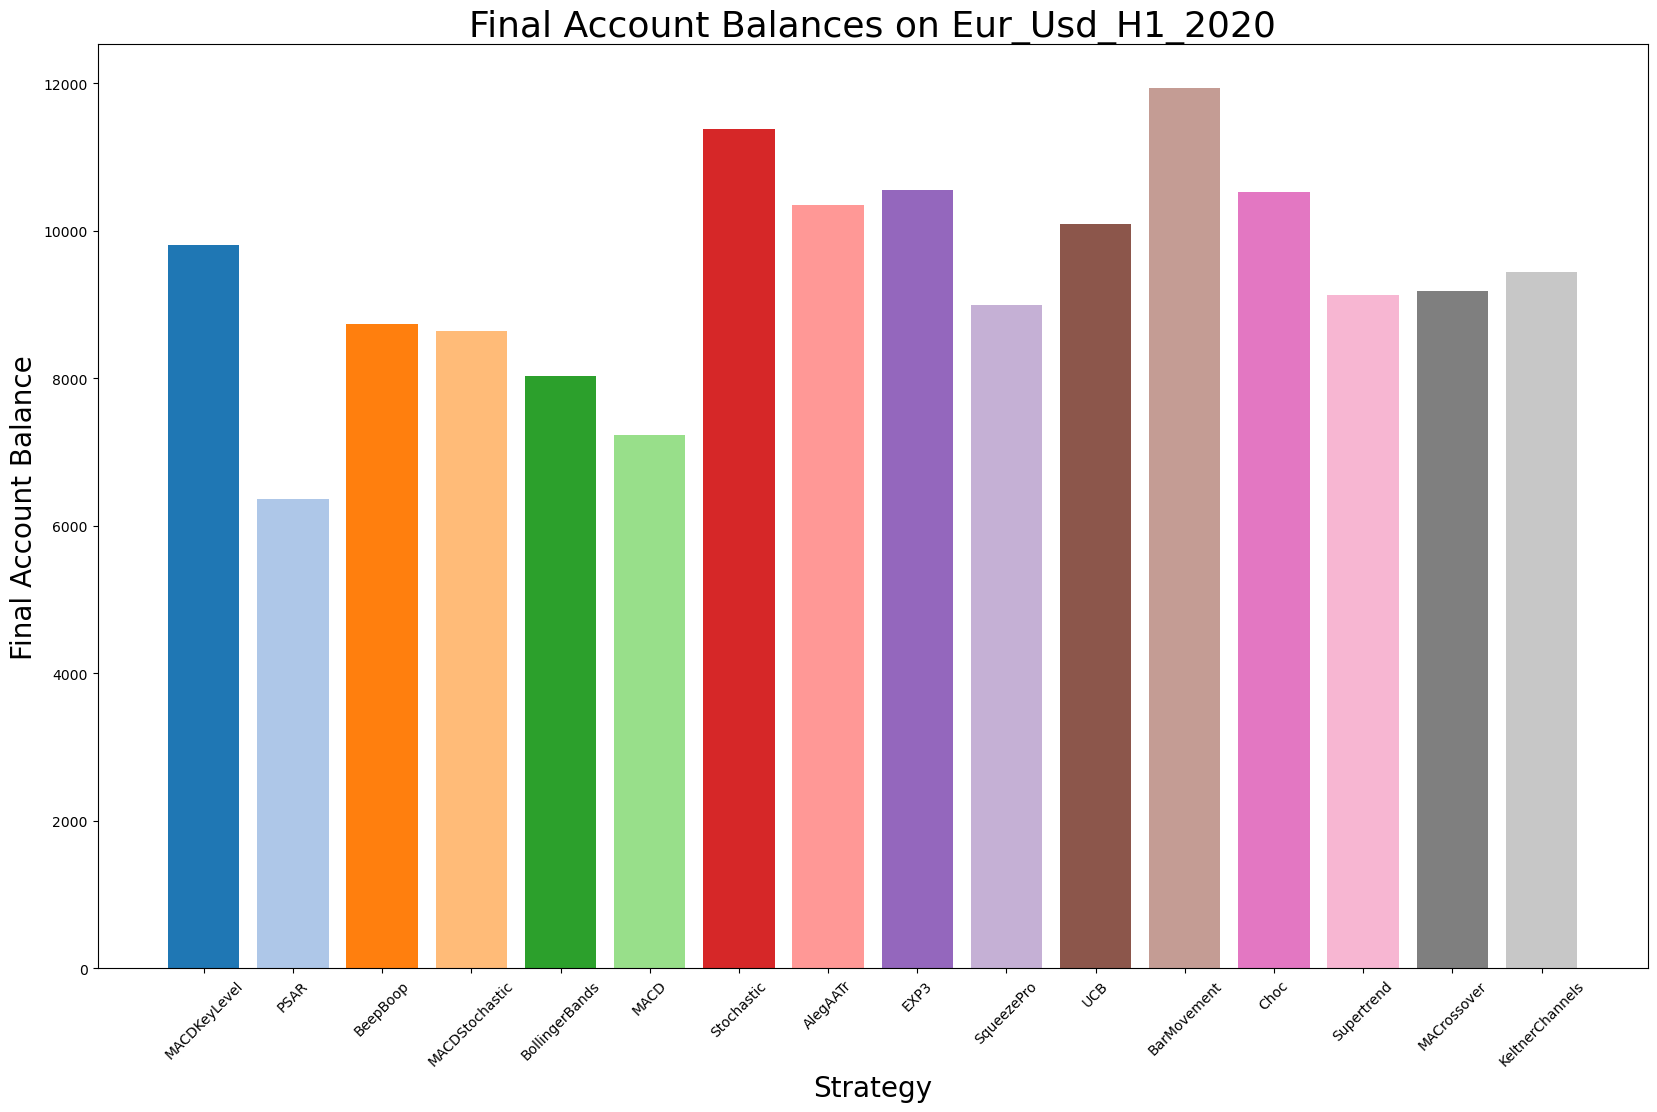 Final Account Balances on Eur_Usd_H1_2020
Final Account Balance
12000
10000
8000
6000
4000
2000
0
MACDKeyLevel
PSAR
BeepBoop
MACDStochastic
BollingerBands
MACD
Stochastic
AlegAATr
EXP3
SqueezePro
UCB
BarMovement
Choc
Supertrend
MACrossover
KeltnerChannels
Strategy